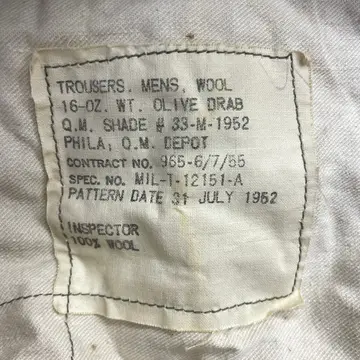 TROUSERS. MENS, WOOL
16-OZ. WT. OLIVE DRAB
Q.M. SHADE # 33-M-1952
PHILA; Q.M. DEPOT
CONTRACT NO. 965-6/7/55
SPEC. NO. MIL-T-12151-A
PATTERN DATE 31 JULY 1952
INSPECTOR
100% WOOL